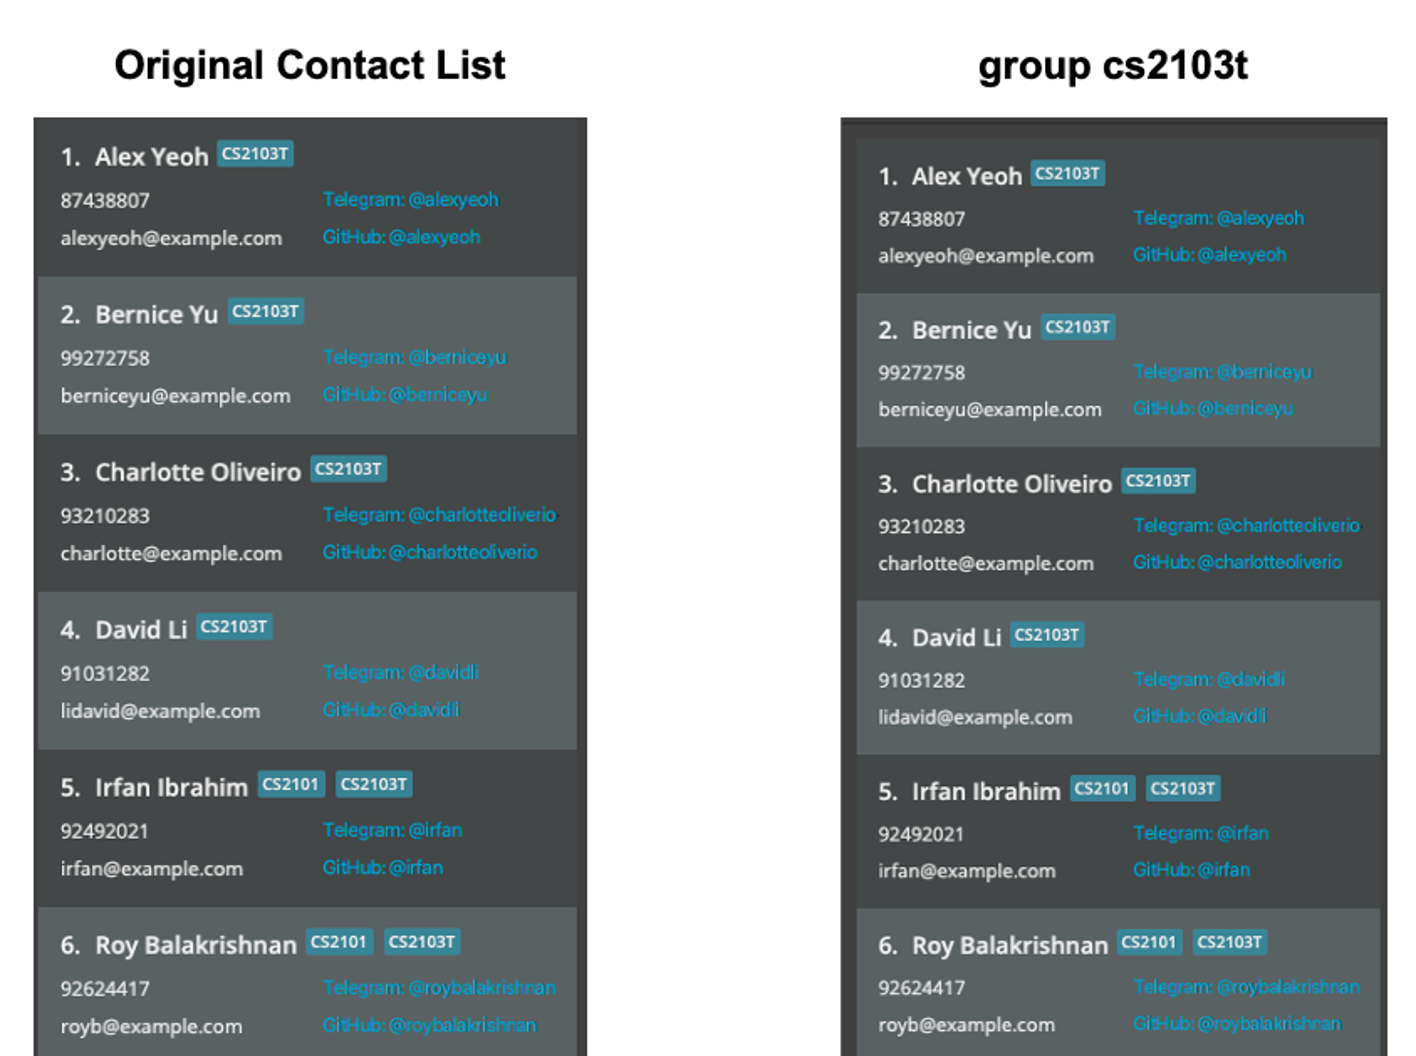 Original Contact List
1. Alex Yeoh CS2103T
87438807 Telegram: @alexyeoh
alexyeoh@example.com GitHub: @alexyeoh
2. Bernice Yu CS2103T
99272758 Telegram: @berniceyu
berniceyu@example.com GitHub: @berniceyu
3. Charlotte Oliveiro CS2103T
93210283 Telegram: @charlotteoliverio
charlotte@example.com GitHub: @charlotteoliverio
4. David Li CS2103T
91031282 Telegram: @davidli
lidavid@example.com GitHub: @davidli
5. Irfan Ibrahim CS2101 CS2103T
92492021 Telegram: @irfan
irfan@example.com GitHub: @irfan
6. Roy Balakrishnan CS2101 CS2103T
92624417 Telegram: @roybalakrishnan
royb@example.com GitHub: @roybalakrishnan
group cs2103t
1. Alex Yeoh CS2103T
87438807 Telegram: @alexyeoh
alexyeoh@example.com GitHub: @alexyeoh
2. Bernice Yu CS2103T
99272758 Telegram: @berniceyu
berniceyu@example.com GitHub: @berniceyu
3. Charlotte Oliveiro CS2103T
93210283 Telegram: @charlotteoliverio
charlotte@example.com GitHub: @charlotteoliverio
4. David Li CS2103T
91031282 Telegram: @davidli
lidavid@example.com GitHub: @davidli
5. Irfan Ibrahim CS2101 CS2103T
92492021 Telegram: @irfan
irfan@example.com GitHub: @irfan
6. Roy Balakrishnan CS2101 CS2103T
92624417 Telegram: @roybalakrishnan
royb@example.com GitHub: @roybalakrishnan